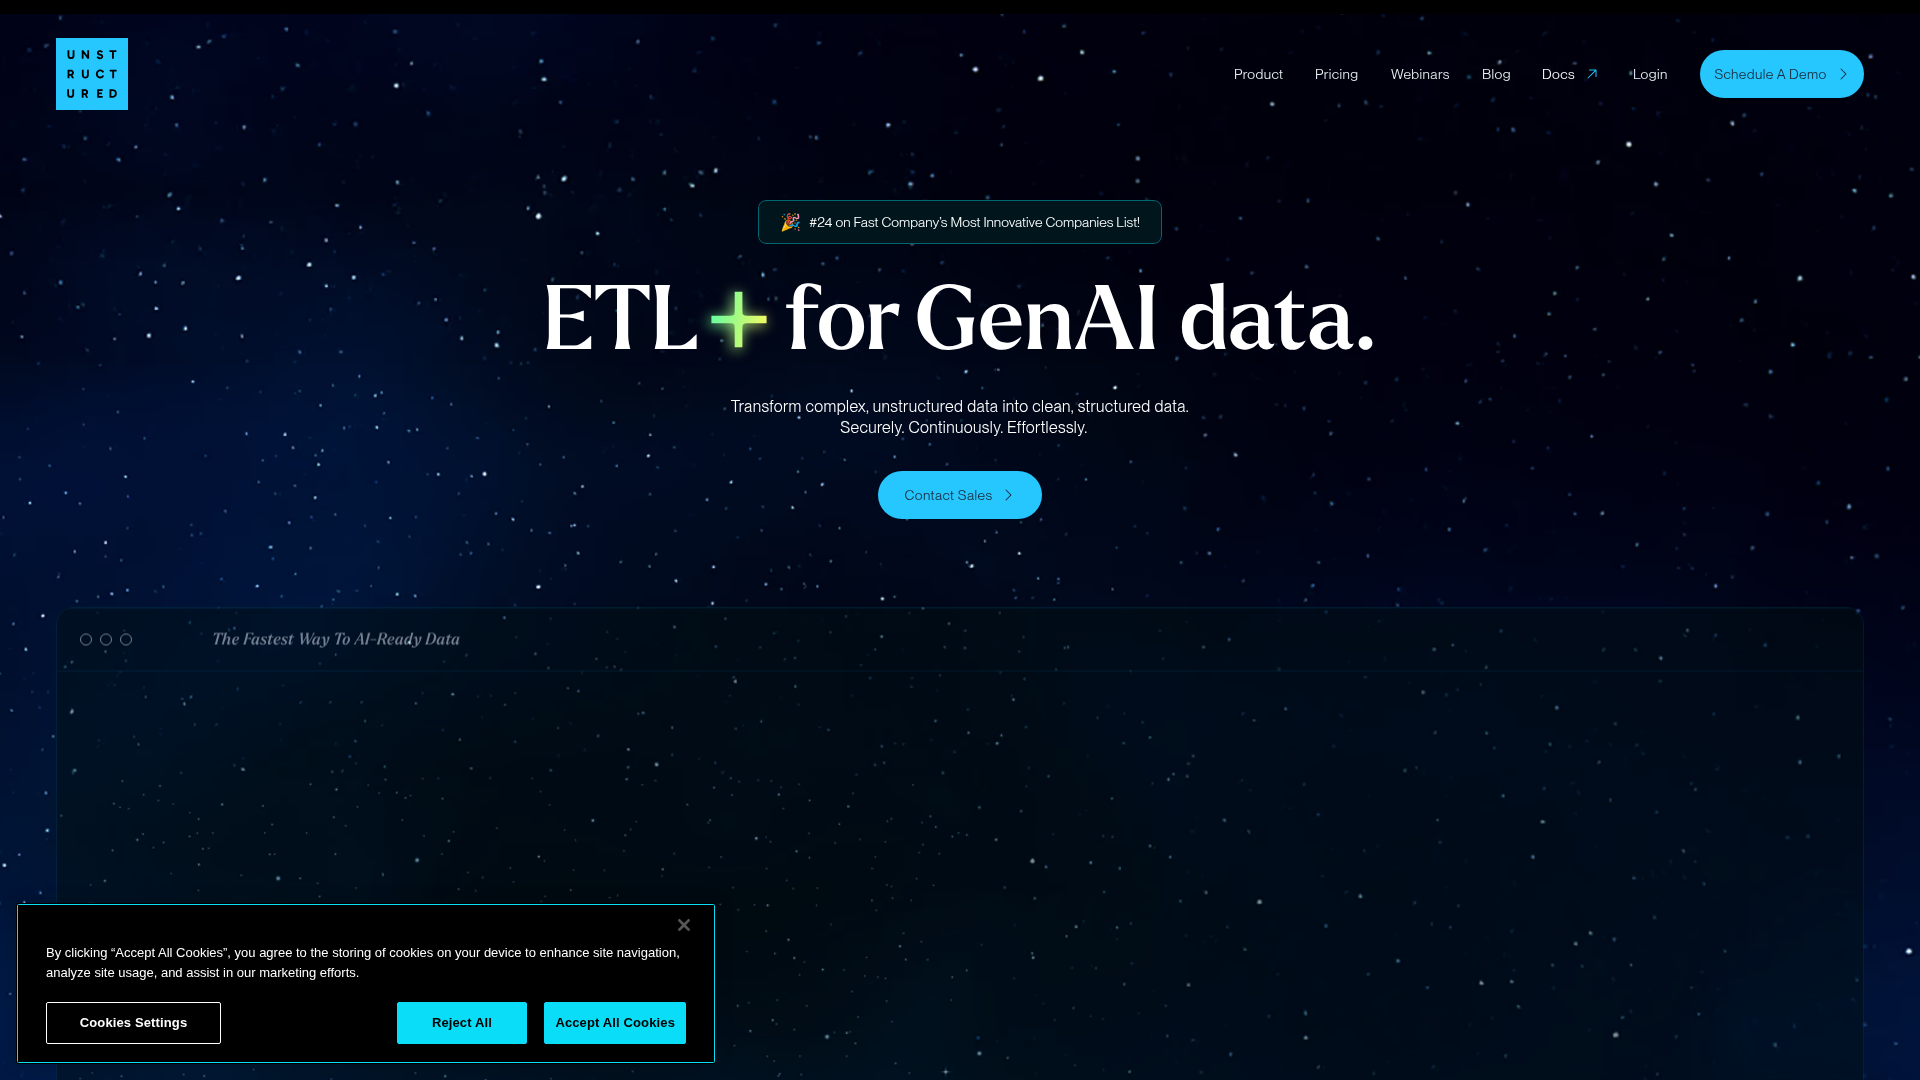 UNST
RUCT
URED
Product
Pricing
Webinars
Blog
Docs
Login
Schedule A Demo
#24 on Fast Company's Most Innovative Companies List!
ETL + for GenAI data.
Transform complex, unstructured data into clean, structured data.
Securely. Continuously. Effortlessly.
Contact Sales
The Fastest Way To AI-Ready Data
By clicking “Accept All Cookies”, you agree to the storing of cookies on your device to enhance site navigation,
analyze site usage, and assist in our marketing efforts.
Cookies Settings
Reject All
Accept All Cookies